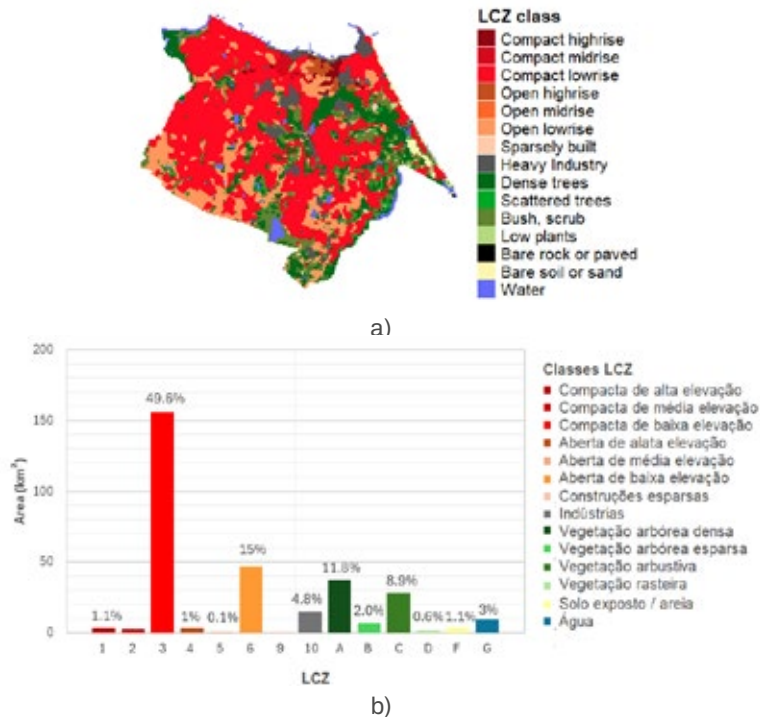 LCZ class
Compact highrise
Compact midrise
Compact lowrise
Open highrise
Open midrise
Open lowrise
Sparsely built
Heavy Industry
Dense trees
Scattered trees
Bush, scrub
Low plants
Bare rock or paved
Bare soil or sand
Water
a)
200
150
100
50
0
Area (km²)
1.1%
49.6%
1%
0.1%
15%
4.8%
11.8%
2.0%
8.9%
0.6%
1.1%
3%
1 2 3 4 5 6 9 10 A B C D F G
LCZ
Classes LCZ
Compacta de alta elevação
Compacta de média elevação
Compacta de baixa elevação
Aberta de alata elevação
Aberta de média elevação
Aberta de baixa elevação
Construções esparsas
Indústrias
Vegetação arbórea densa
Vegetação arbórea esparsa
Vegetação arbustiva
Vegetação rasteira
Solo exposto / areia
Água
b)